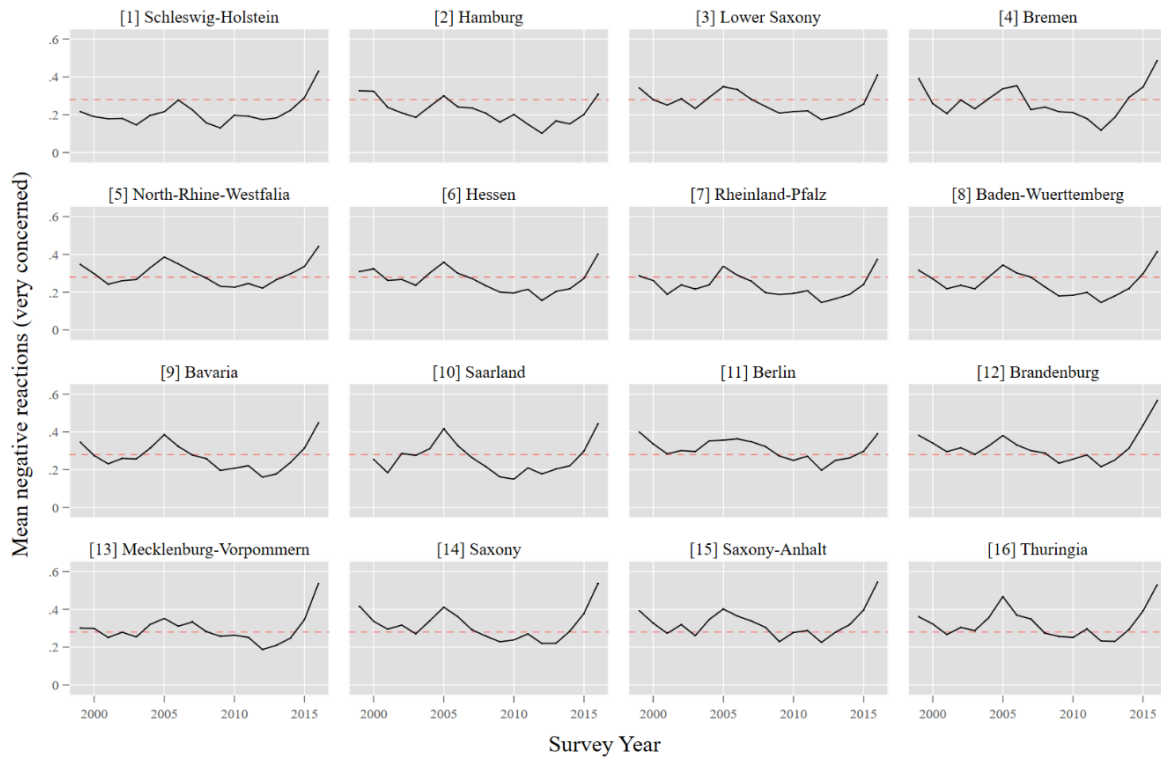 [1] Schleswig-Holstein
[2] Hamburg
[3] Lower Saxony
[4] Bremen
.6
.4
.2
0
[5] North-Rhine-Westfalia
[6] Hessen
[7] Rheinland-Pfalz
[8] Baden-Wuerttemberg
.6
.4
.2
0
[9] Bavaria
[10] Saarland
[11] Berlin
[12] Brandenburg
.6
.4
.2
0
[13] Mecklenburg-Vorpommern
[14] Saxony
[15] Saxony-Anhalt
[16] Thuringia
.6
.4
.2
0
2000 2005 2010 2015
2000 2005 2010 2015
2000 2005 2010 2015
2000 2005 2010 2015
Mean negative reactions (very concerned)
Survey Year